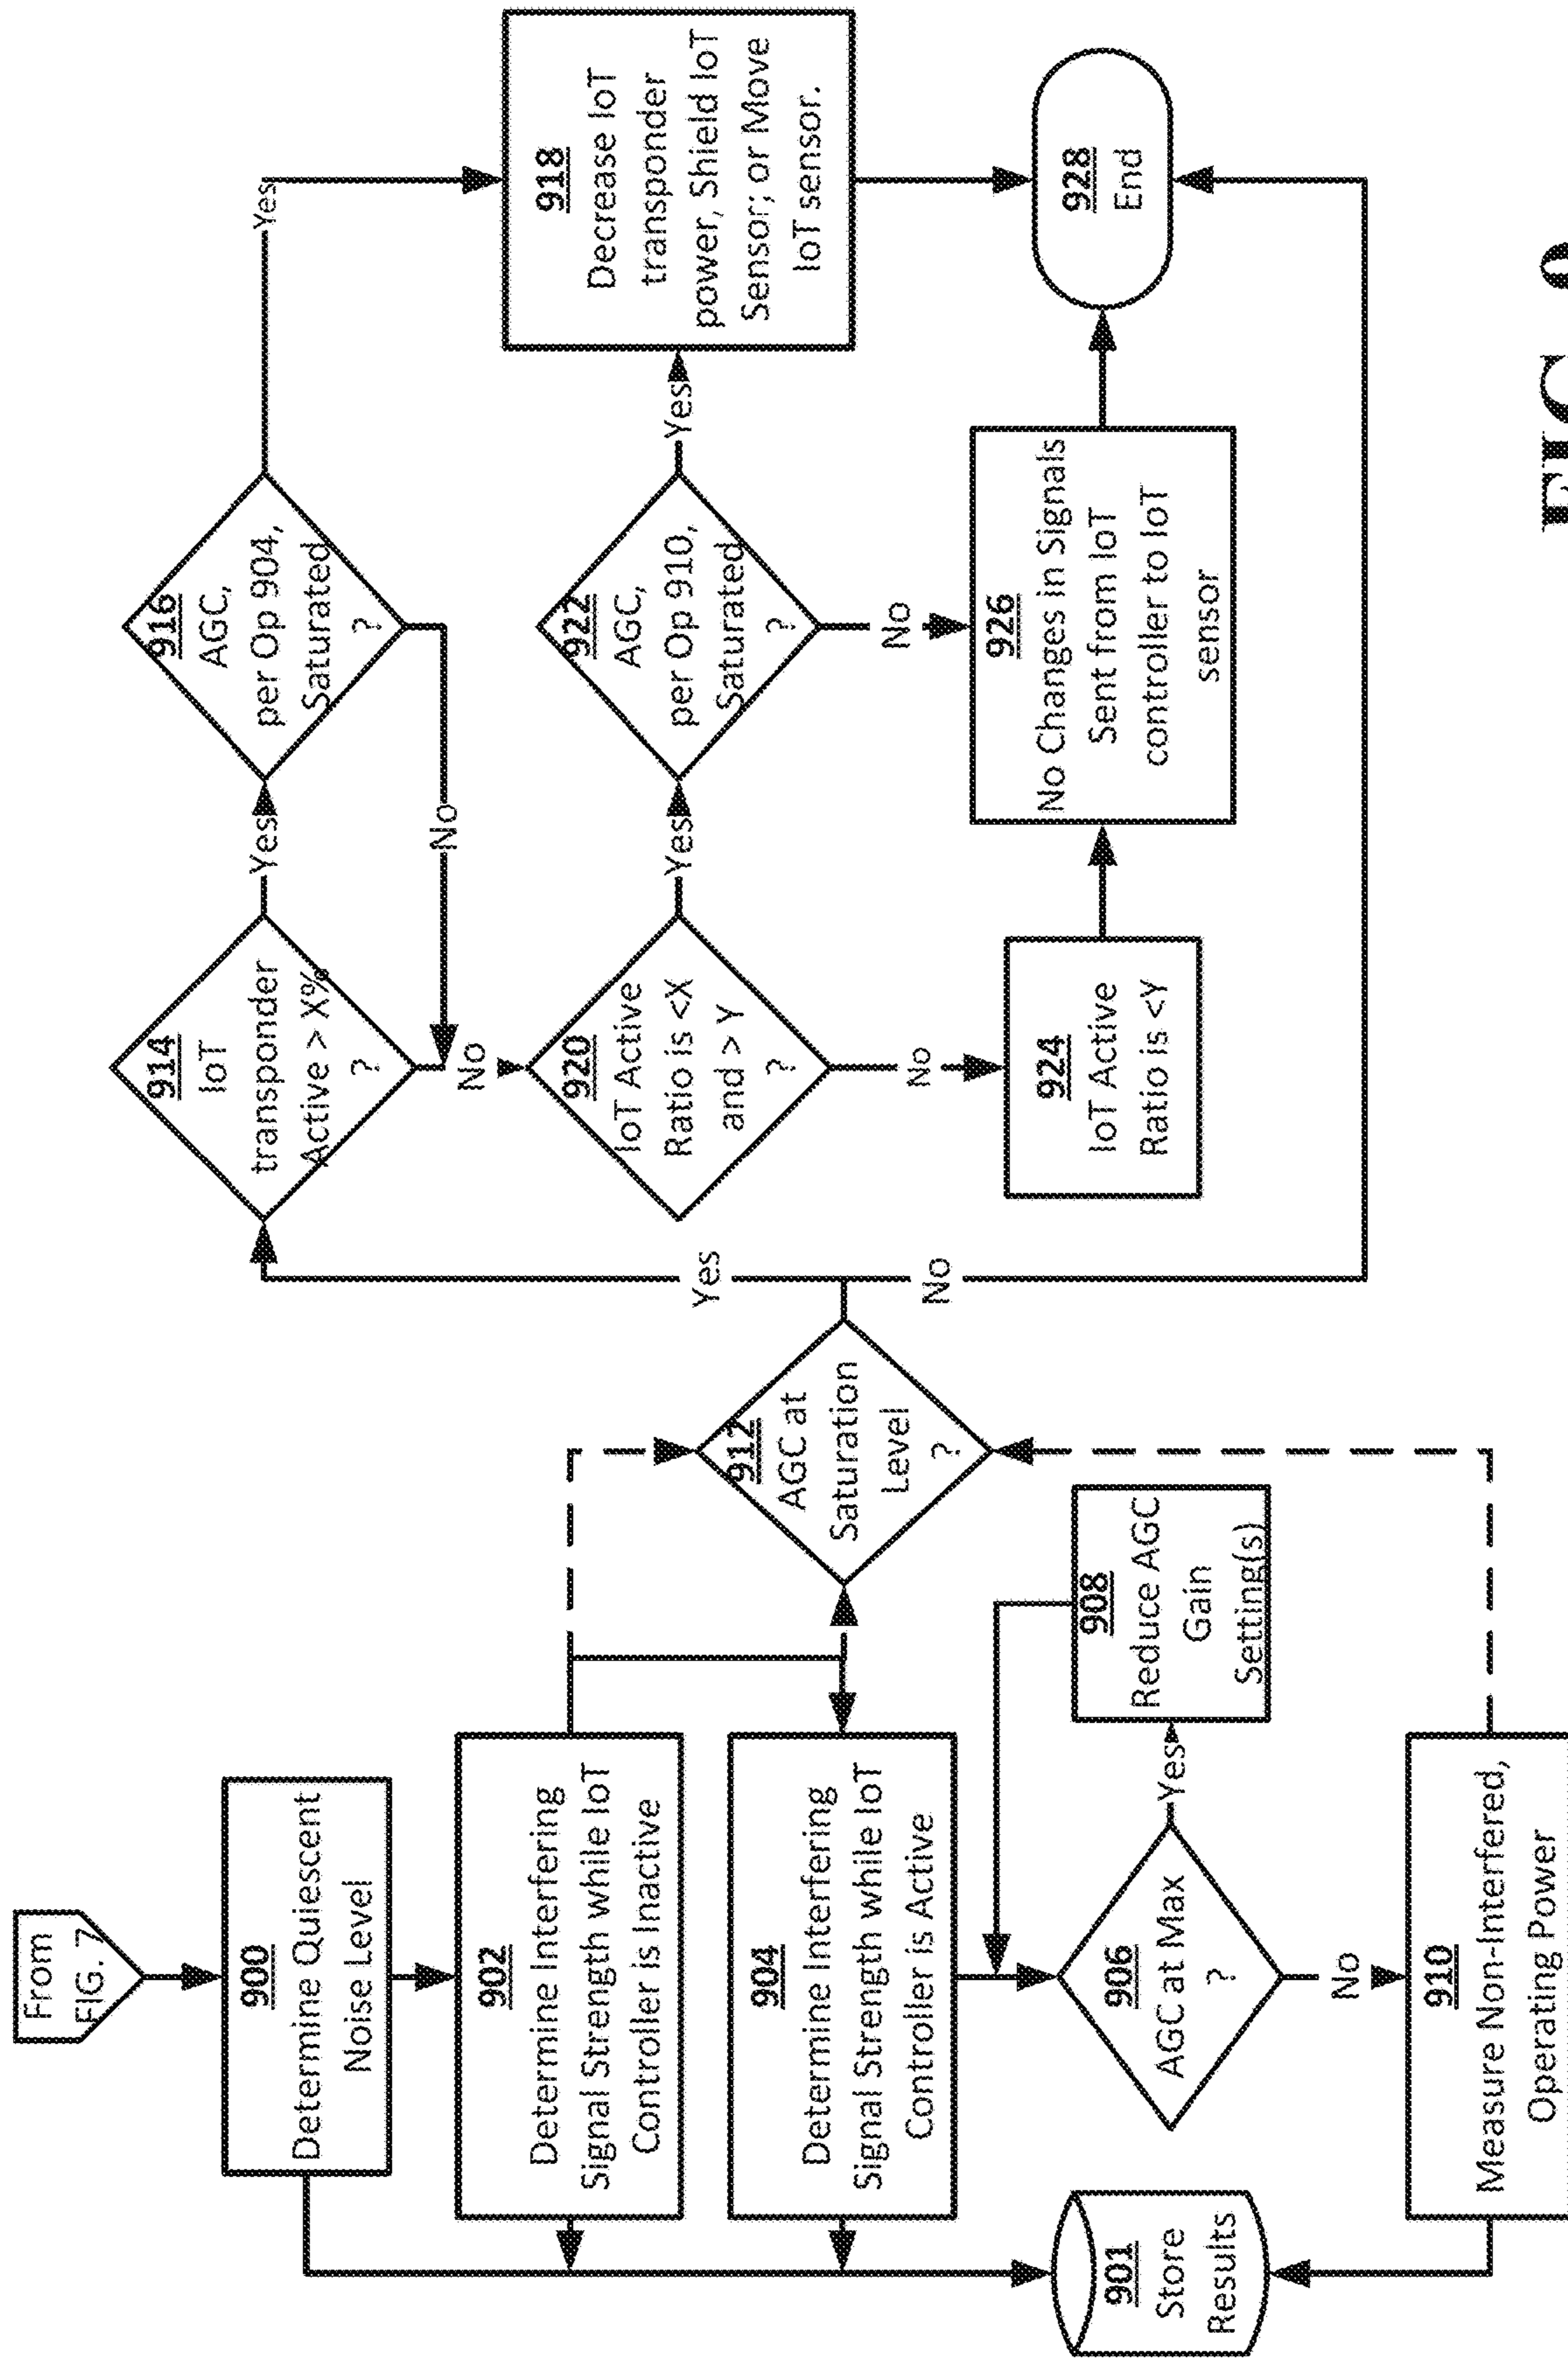 From
FIG. 7
900
Determine Quiescent
Noise Level
902
Determine Interfering
Signal Strength while IoT
Controller is Inactive
904
Determine Interfering
Signal Strength while IoT
Controller is Active
906
AGC at Max
?
Yes
No
908
Reduce AGC
Gain
Setting(s)
901
Store
Results
910
Measure Non-Interfered,
Operating Power
912
AGC at
Saturation
Level
?
Yes
No
914
IoT
transponder
Active > X%
?
Yes
No
916
AGC,
per Op 904,
Saturated
?
Yes
No
918
Decrease IoT
transponder
power, Shield IoT
Sensor; or Move
IoT sensor.
920
IoT Active
Ratio is <X
and > Y
?
Yes
No
922
AGC,
per Op 910,
Saturated
?
Yes
No
924
IoT Active
Ratio is <Y
926
No Changes in Signals
Sent from IoT
controller to IoT
sensor
928
End